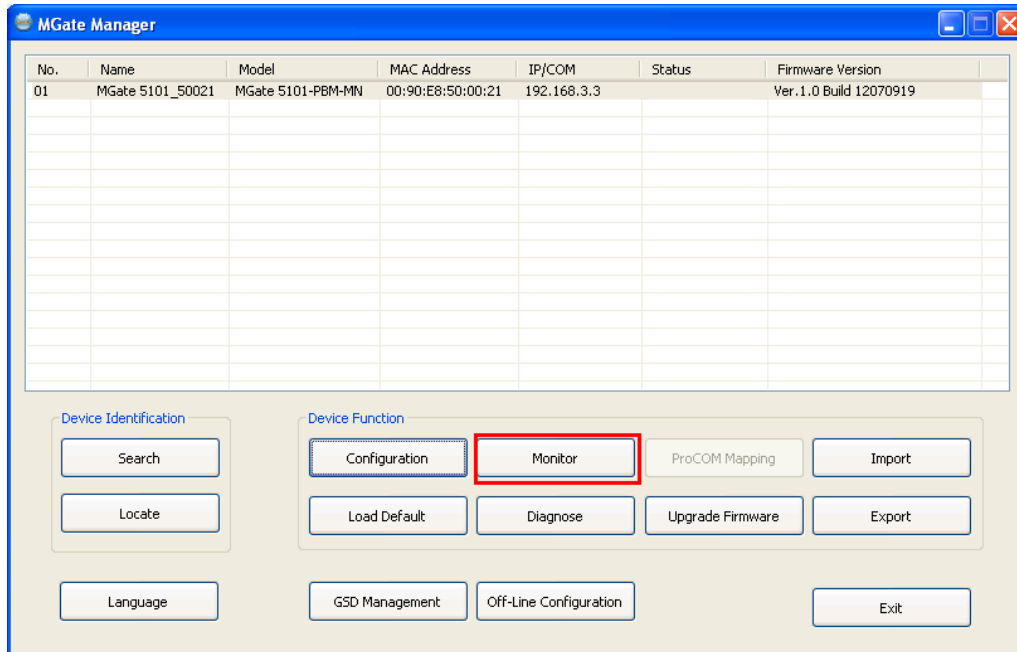 MGate Manager
No. Name Model MAC Address IP/COM Status Firmware Version
01 MGate 5101_50021 MGate 5101-PBM-MN 00:90:E8:50:00:21 192.168.3.3 Ver.1.0 Build 12070919
Device Identification Device Function
Search Configuration Monitor ProCOM Mapping Import
Locate Load Default Diagnose Upgrade Firmware Export
Language GSD Management Off-Line Configuration Exit